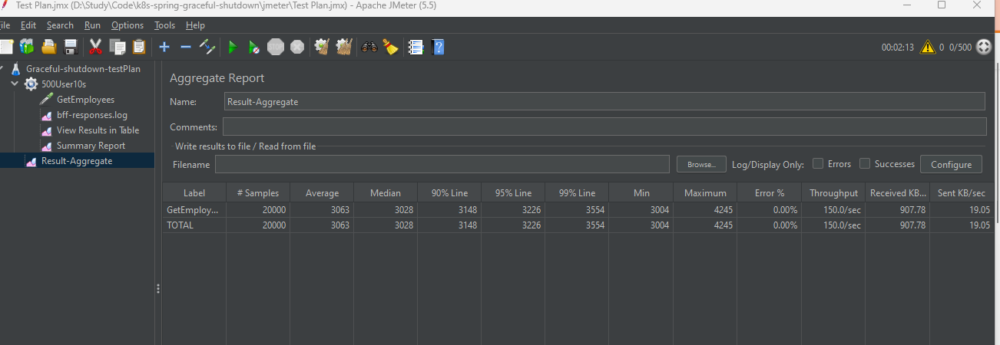 Test Plan.jmx (D:\Study\Code\k8s-spring-graceful-shutdown\jmeter\Test Plan.jmx) - Apache JMeter (5.5)
ile Edit Search Run Options Tools Help
STOP 00:02:13 0 0/500
Graceful-shutdown-testPlan
500User10s
GetEmployees
bff-responses.log
View Results in Table
Summary Report
Result-Aggregate
Aggregate Report
Name: Result-Aggregate
Comments:
Write results to file / Read from file
Filename Browse... Log/Display Only: Errors Successes Configure
Label # Samples Average Median 90% Line 95% Line 99% Line Min Maximum Error % Throughput Received KB... Sent KB/sec
GetEmploy... 20000 3063 3028 3148 3226 3554 3004 4245 0.00% 150.0/sec 907.78 19.05
TOTAL 20000 3063 3028 3148 3226 3554 3004 4245 0.00% 150.0/sec 907.78 19.05